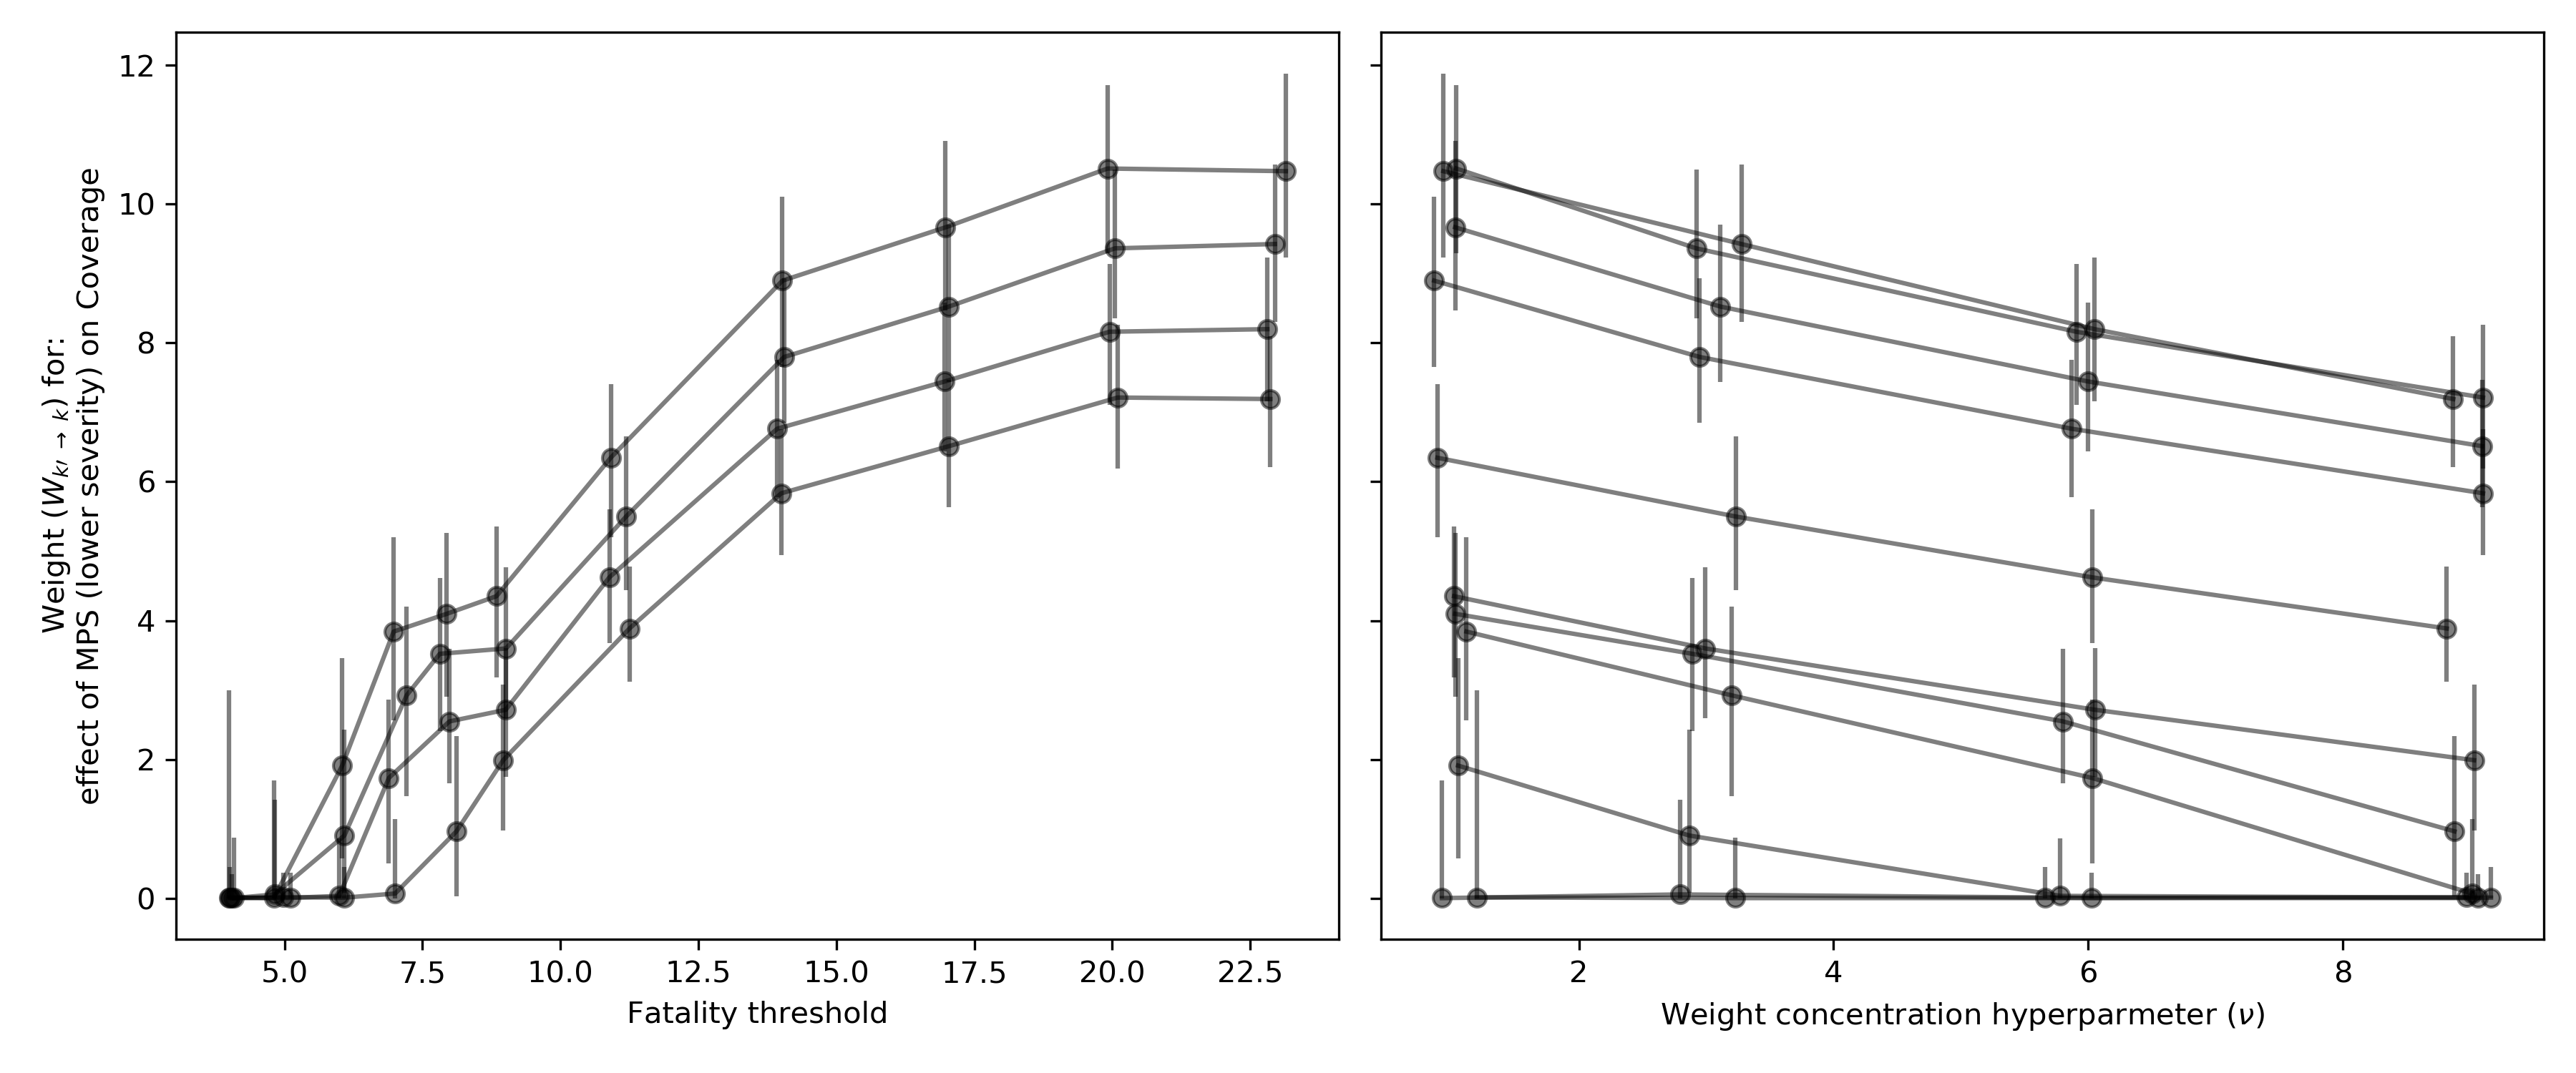 Weight (W_{k′→k}) for:
effect of MPS (lower severity) on Coverage
12
10
8
6
4
2
0
5.0 7.5 10.0 12.5 15.0 17.5 20.0 22.5
Fatality threshold
2 4 6 8
Weight concentration hyperparmeter (ν)